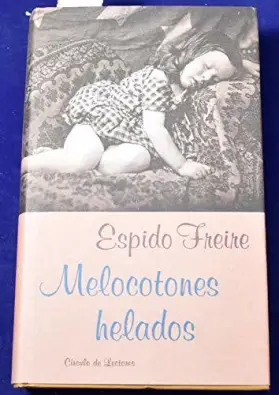 Espido Freire
Melocotones
helados
Círculo de Lectores